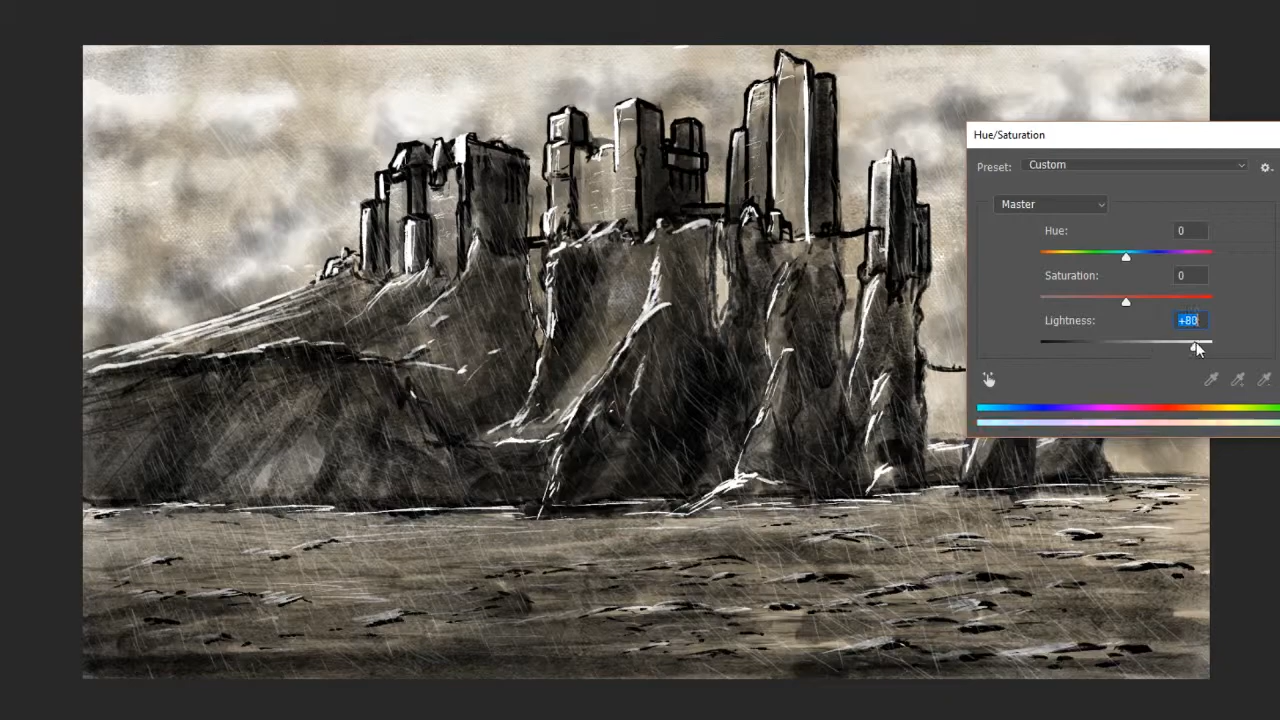 Hue/Saturation
Preset: Custom
Master
Hue: 0
Saturation: 0
Lightness: +80